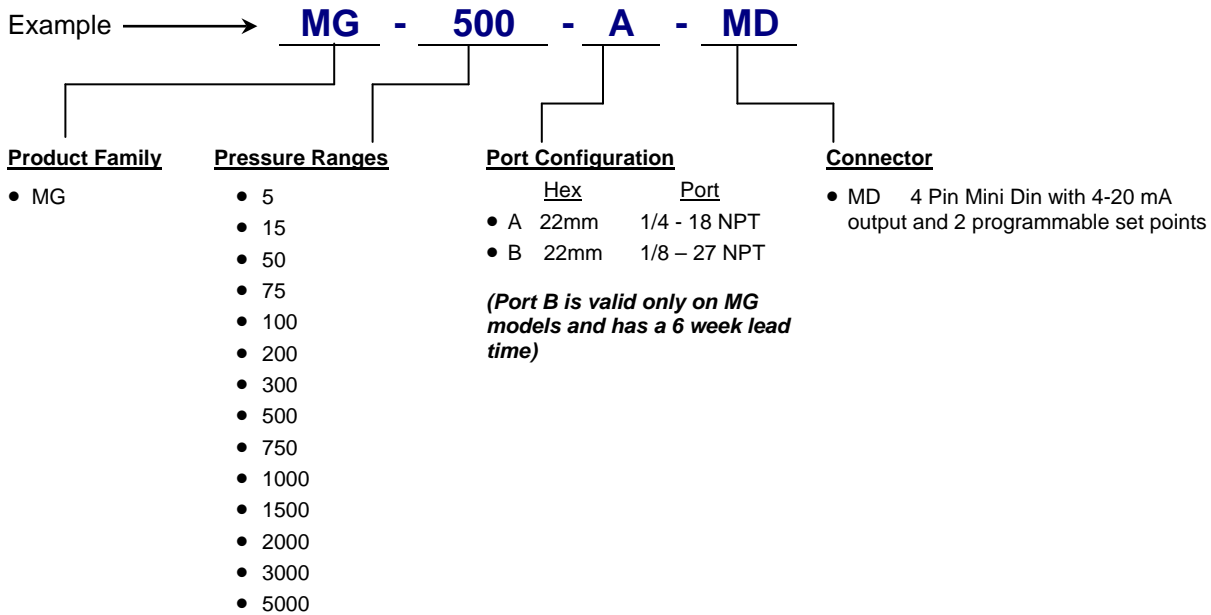 Example MG - 500 - A - MD
Product Family
• MG
Pressure Ranges
• 5
• 15
• 50
• 75
• 100
• 200
• 300
• 500
• 750
• 1000
• 1500
• 2000
• 3000
• 5000
Port Configuration
Hex Port
• A 22mm 1/4 - 18 NPT
• B 22mm 1/8 – 27 NPT
(Port B is valid only on MG
models and has a 6 week lead
time)
Connector
• MD 4 Pin Mini Din with 4-20 mA
output and 2 programmable set points